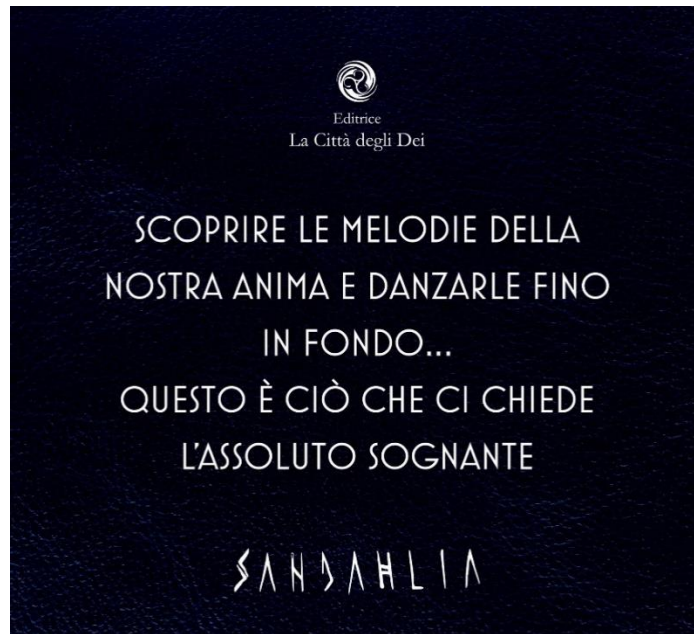 Editrice
La Città degli Dei
SCOPRIRE LE MELODIE DELLA
NOSTRA ANIMA E DANZARLE FINO
IN FONDO...
QUESTO È CIÒ CHE CI CHIEDE
L'ASSOLUTO SOGNANTE
SANDAHLIA